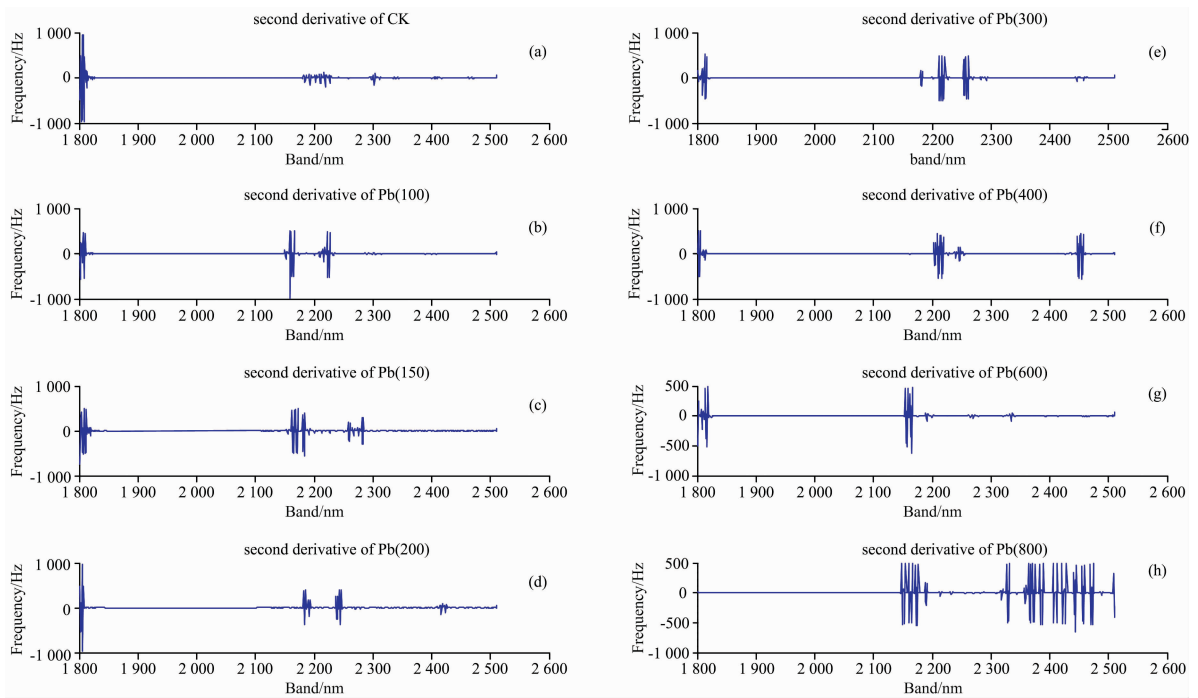 second derivative of CK
Frequency/Hz
1 000
0
-1 000
(a)
1 800 1 900 2 000 2 100 2 200 2 300 2 400 2 500 2 600
Band/nm
second derivative of Pb(100)
Frequency/Hz
1 000
0
-1 000
(b)
1 800 1 900 2 000 2 100 2 200 2 300 2 400 2 500 2 600
Band/nm
second derivative of Pb(150)
Frequency/Hz
1 000
0
-1 000
(c)
1 800 1 900 2 000 2 100 2 200 2 300 2 400 2 500 2 600
Band/nm
second derivative of Pb(200)
Frequency/Hz
1 000
0
-1 000
(d)
1 800 1 900 2 000 2 100 2 200 2 300 2 400 2 500 2 600
Band/nm
second derivative of Pb(300)
Frequency/Hz
1 000
0
-1 000
(e)
1800 1900 2000 2100 2200 2300 2400 2500 2600
band/nm
second derivative of Pb(400)
Frequency/Hz
1 000
0
-1 000
(f)
1 800 1 900 2 000 2 100 2 200 2 300 2 400 2 500 2 600
Band/nm
second derivative of Pb(600)
Frequency/Hz
500
0
-500
-1 000
(g)
1 800 1 900 2 000 2 100 2 200 2 300 2 400 2 500 2 600
Band/nm
second derivative of Pb(800)
Frequency/Hz
500
0
-500
-1 000
(h)
1 800 1 900 2 000 2 100 2 200 2 300 2 400 2 500 2 600
Band/nm